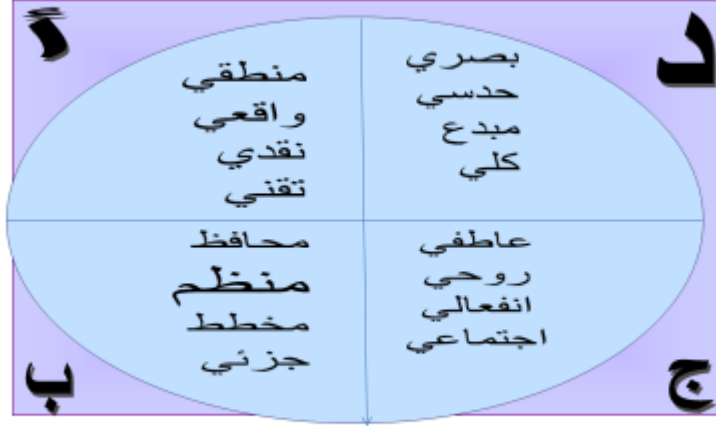 د
بصري
حدسي
مبدع
كلي
أ
منطقي
واقعي
نقدي
تقني
عاطفي
روحي
انفعالي
اجتماعي
ج
محافظ
منظم
مخطط
جزئي
ب